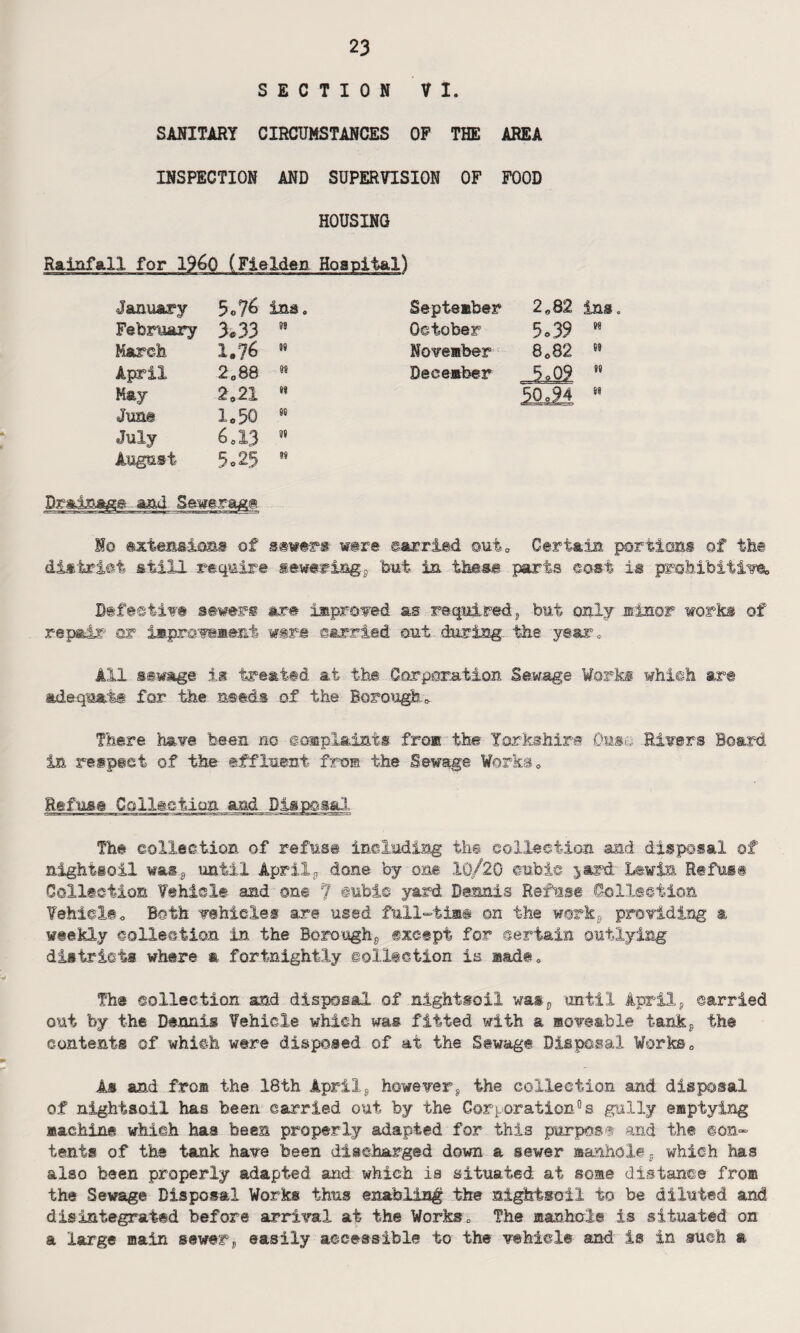 23
SECTION VI.
SANITARY CIRCUMSTANCES OF THE AREA
INSPECTION AND SUPERVISION OF FOOD
HOUSING
Rainfall for 1960 (Fielden Hospital)
January 5.76 ins. September 2.82 ins.
February 3.33 " October 5.39 "
March 1.76 " November 8.82 "
April 2.88 " December 5.09 "
May 2.21 " 50.94 "
June 1.50 "
July 6.13 "
August 5.25 "
Drainage and Sewerage
No extensions of sewers were carried out. Certain portions of the
district still require sewering, but in these parts cost is prohibitive.
Defective sewers are improved as required, but only minor works of
repair or improvement were carried out during the year.
All sewage is treated at the Corporation Sewage Works which are
adequate for the needs of the Borough.
There have been no complaints from the Yorkshire Ouse Rivers Board
in respect of the effluent from the Sewage Works.
Refuse Collection and Disposal
The collection of refuse including the collection and disposal of
nightsoil was, until April, done by one 10/20 cubic yard Lewin Refuse
Collection Vehicle and one 7 cubic yard Dennis Refuse Collection
Vehicle. Both vehicles are used full-time on the work, providing a
weekly collection in the Borough, except for certain outlying
districts where a fortnightly collection is made.
The collection and disposal of nightsoil was, until April, carried
out by the Dennis Vehicle which was fitted with a moveable tank, the
contents of which were disposed of at the Sewage Disposal Works.
As and from the 18th April, however, the collection and disposal
of nightsoil has been carried out by the Corporation's gully emptying
machine which has been properly adapted for this purpose and the con-
tents of the tank have been discharged down a sewer manhole, which has
also been properly adapted and which is situated at some distance from
the Sewage Disposal Works thus enabling the nightsoil to be diluted and
disintegrated before arrival at the Works. The manhole is situated on
a large main sewer, easily accessible to the vehicle and is in such a